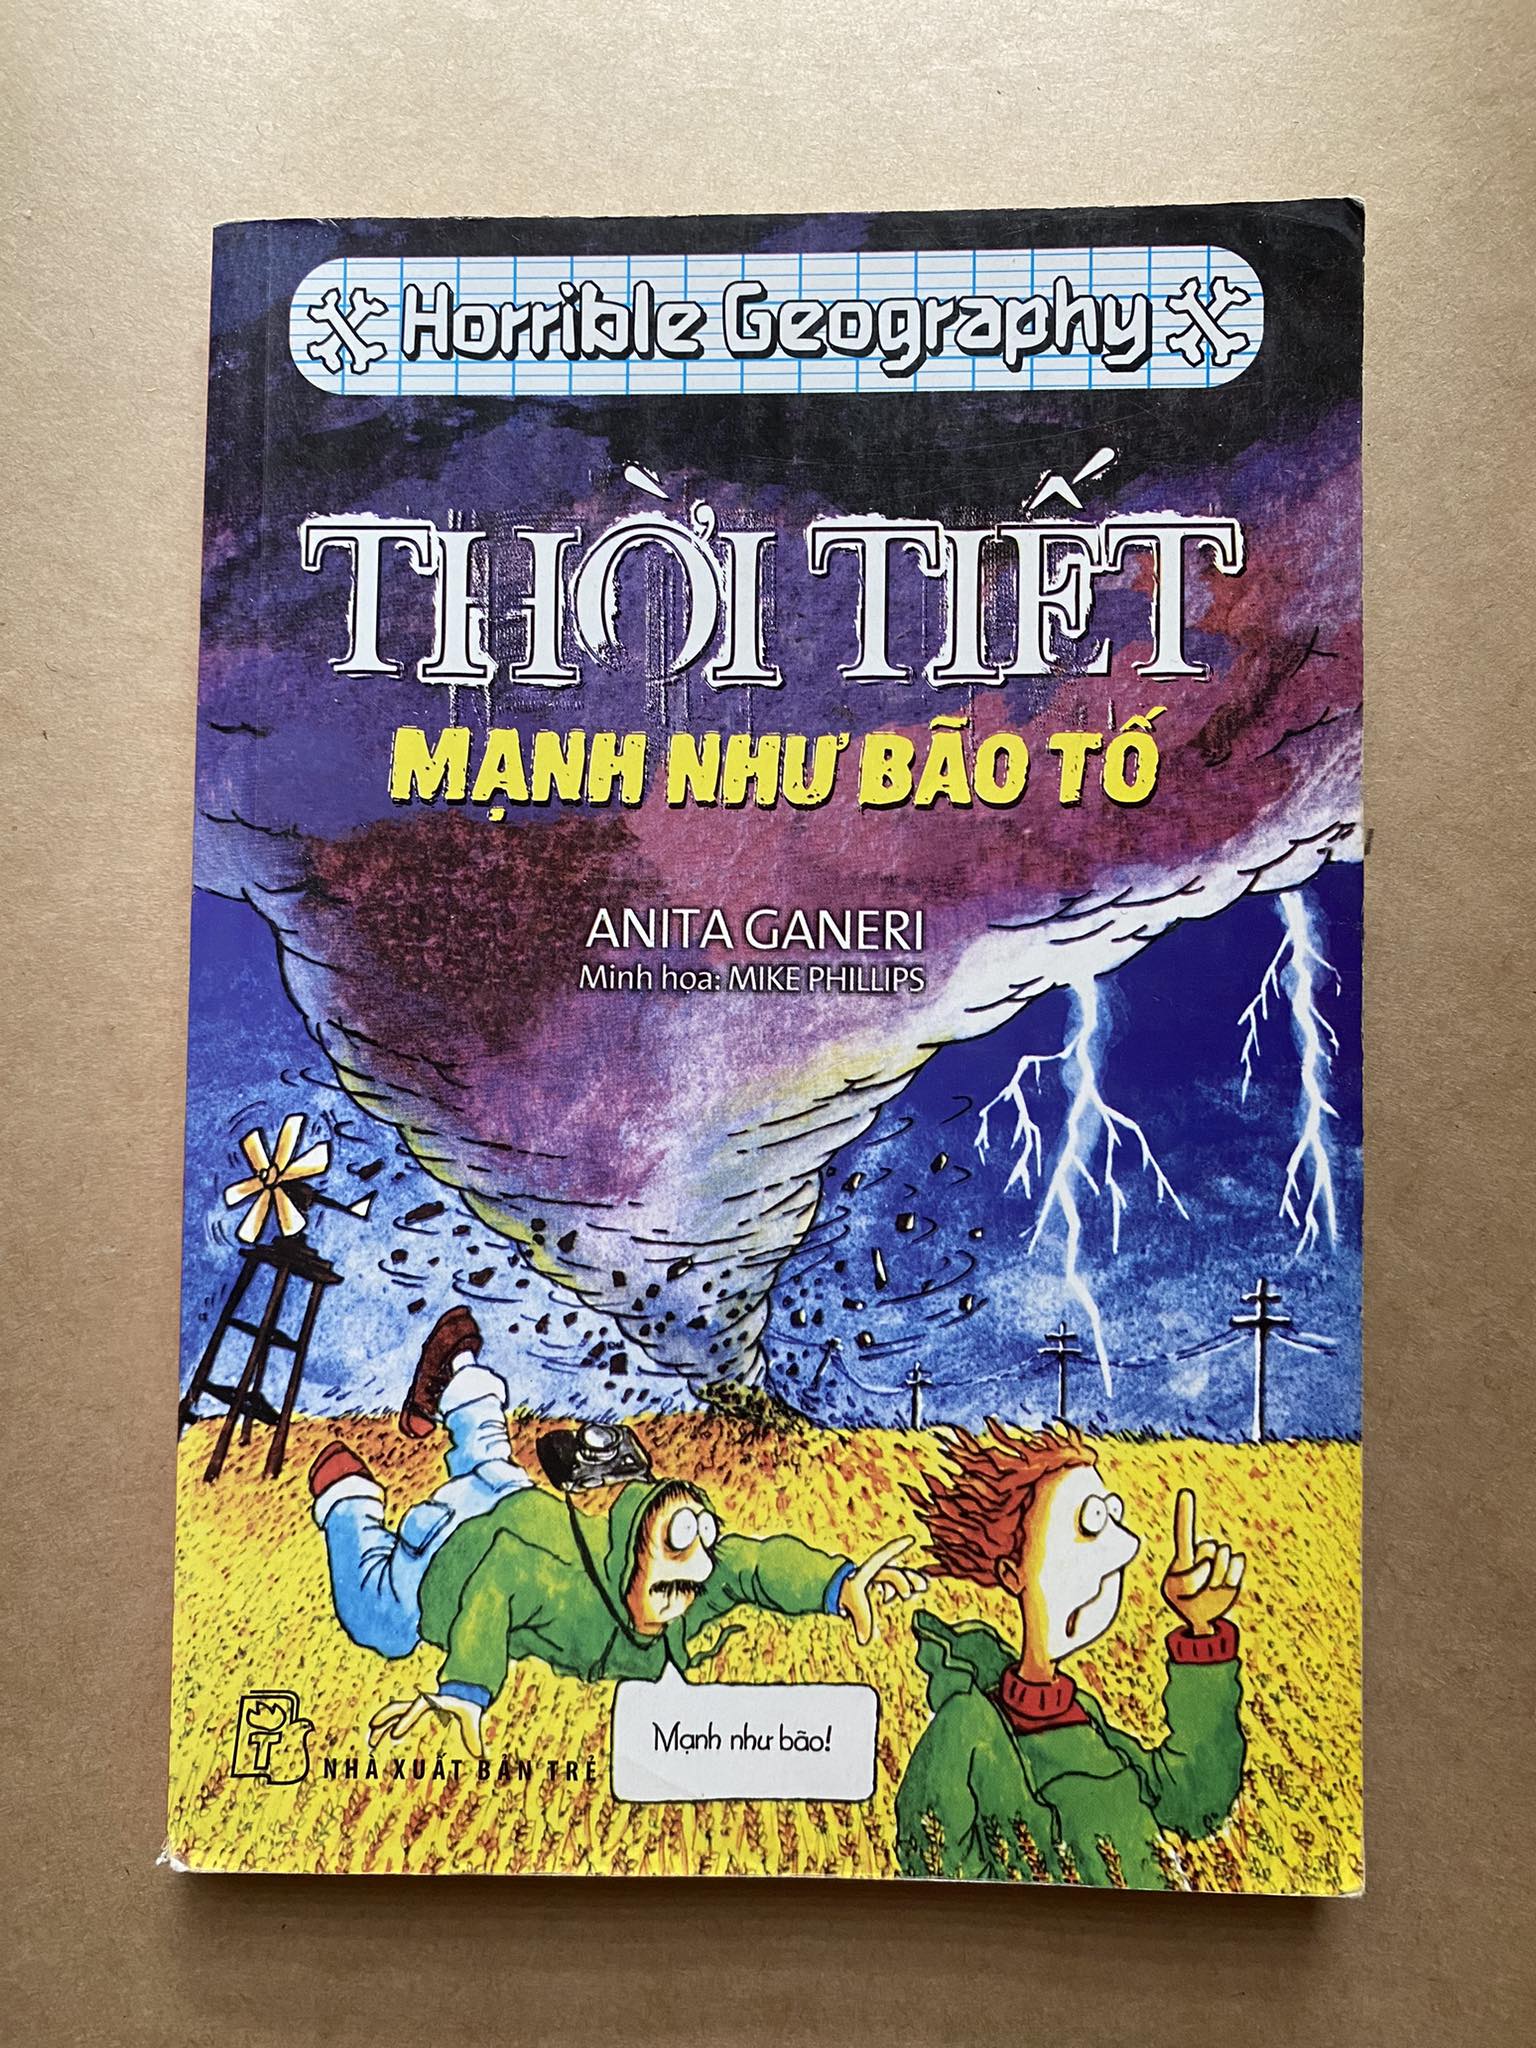 Horrible Geography
THỜI TIẾT
MẠNH NHƯ BÃO TỐ
ANITA GANERI
Minh họa: MIKE PHILLIPS
Mạnh như bão!
NHÀ XUẤT BẢN TRẺ